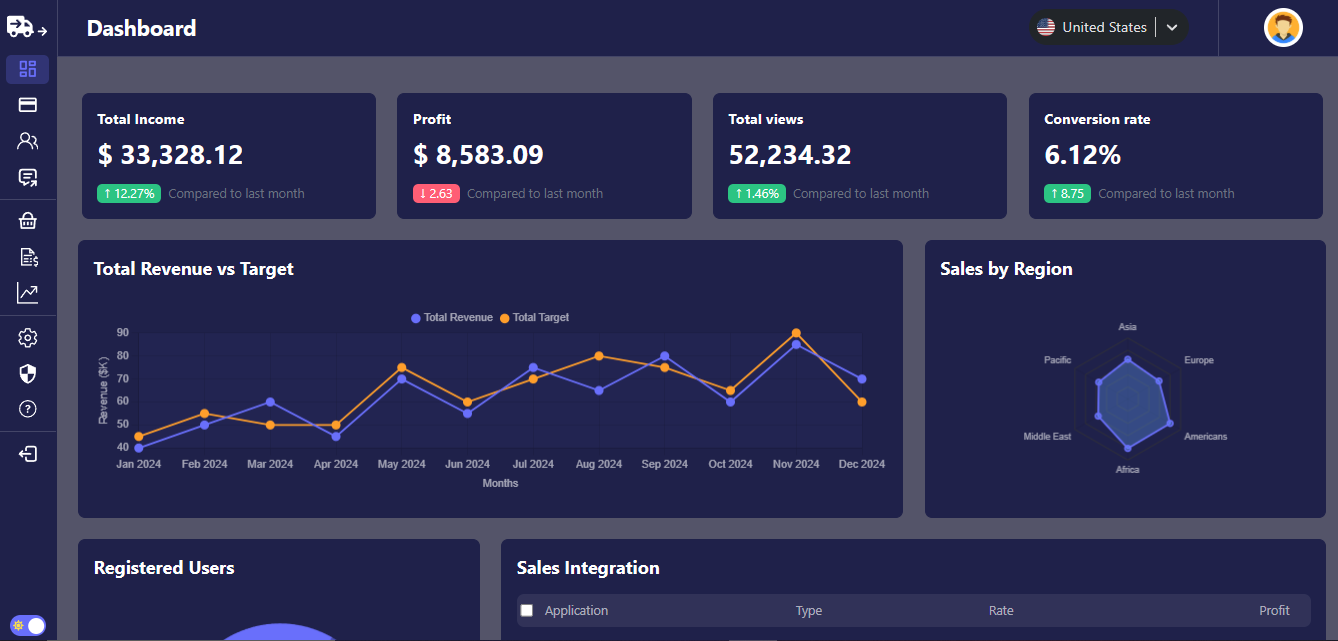 Dashboard
United States
Total Income
$ 33,328.12
↑ 12.27% Compared to last month
Profit
$ 8,583.09
↓ 2.63 Compared to last month
Total views
52,234.32
↑ 1.46% Compared to last month
Conversion rate
6.12%
↑ 8.75 Compared to last month
Total Revenue vs Target
Total Revenue Total Target
Revenue ($K)
90
80
70
60
50
40
Jan 2024 Feb 2024 Mar 2024 Apr 2024 May 2024 Jun 2024 Jul 2024 Aug 2024 Sep 2024 Oct 2024 Nov 2024 Dec 2024
Months
Sales by Region
Asia
Pacific Europe
Middle East Americans
Africa
Registered Users
Sales Integration
Application Type Rate Profit